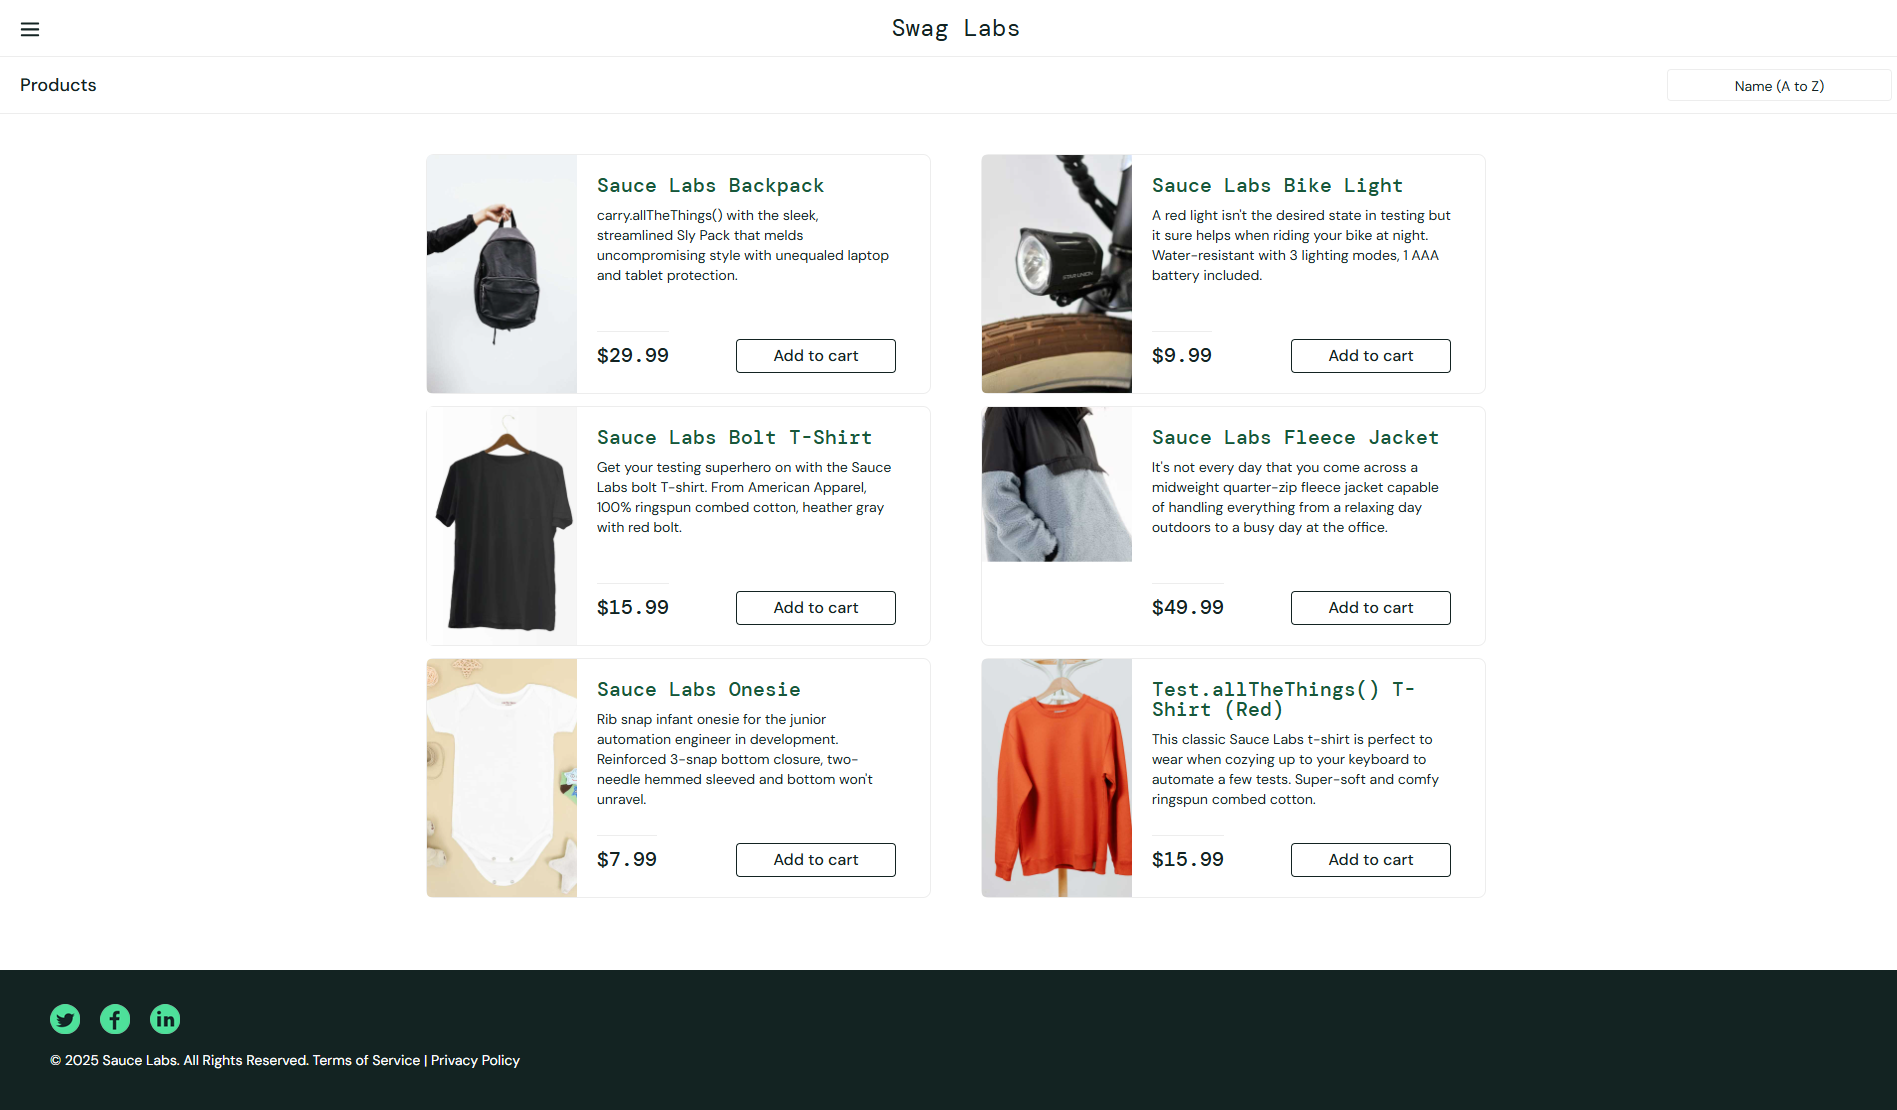 Swag Labs
Products
Name (A to Z)
Sauce Labs Backpack
carry.allTheThings() with the sleek,
streamlined Sly Pack that melds
uncompromising style with unequaled laptop
and tablet protection.
$29.99
Add to cart
Sauce Labs Bike Light
A red light isn't the desired state in testing but
it sure helps when riding your bike at night.
Water-resistant with 3 lighting modes, 1 AAA
battery included.
$9.99
Add to cart
Sauce Labs Bolt T-Shirt
Get your testing superhero on with the Sauce
Labs bolt T-shirt. From American Apparel,
100% ringspun combed cotton, heather gray
with red bolt.
$15.99
Add to cart
Sauce Labs Fleece Jacket
It's not every day that you come across a
midweight quarter-zip fleece jacket capable
of handling everything from a relaxing day
outdoors to a busy day at the office.
$49.99
Add to cart
Sauce Labs Onesie
Rib snap infant onesie for the junior
automation engineer in development.
Reinforced 3-snap bottom closure, two-
needle hemmed sleeved and bottom won't
unravel.
$7.99
Add to cart
Test.allTheThings() T-
Shirt (Red)
This classic Sauce Labs t-shirt is perfect to
wear when cozying up to your keyboard to
automate a few tests. Super-soft and comfy
ringspun combed cotton.
$15.99
Add to cart
© 2025 Sauce Labs. All Rights Reserved. Terms of Service | Privacy Policy